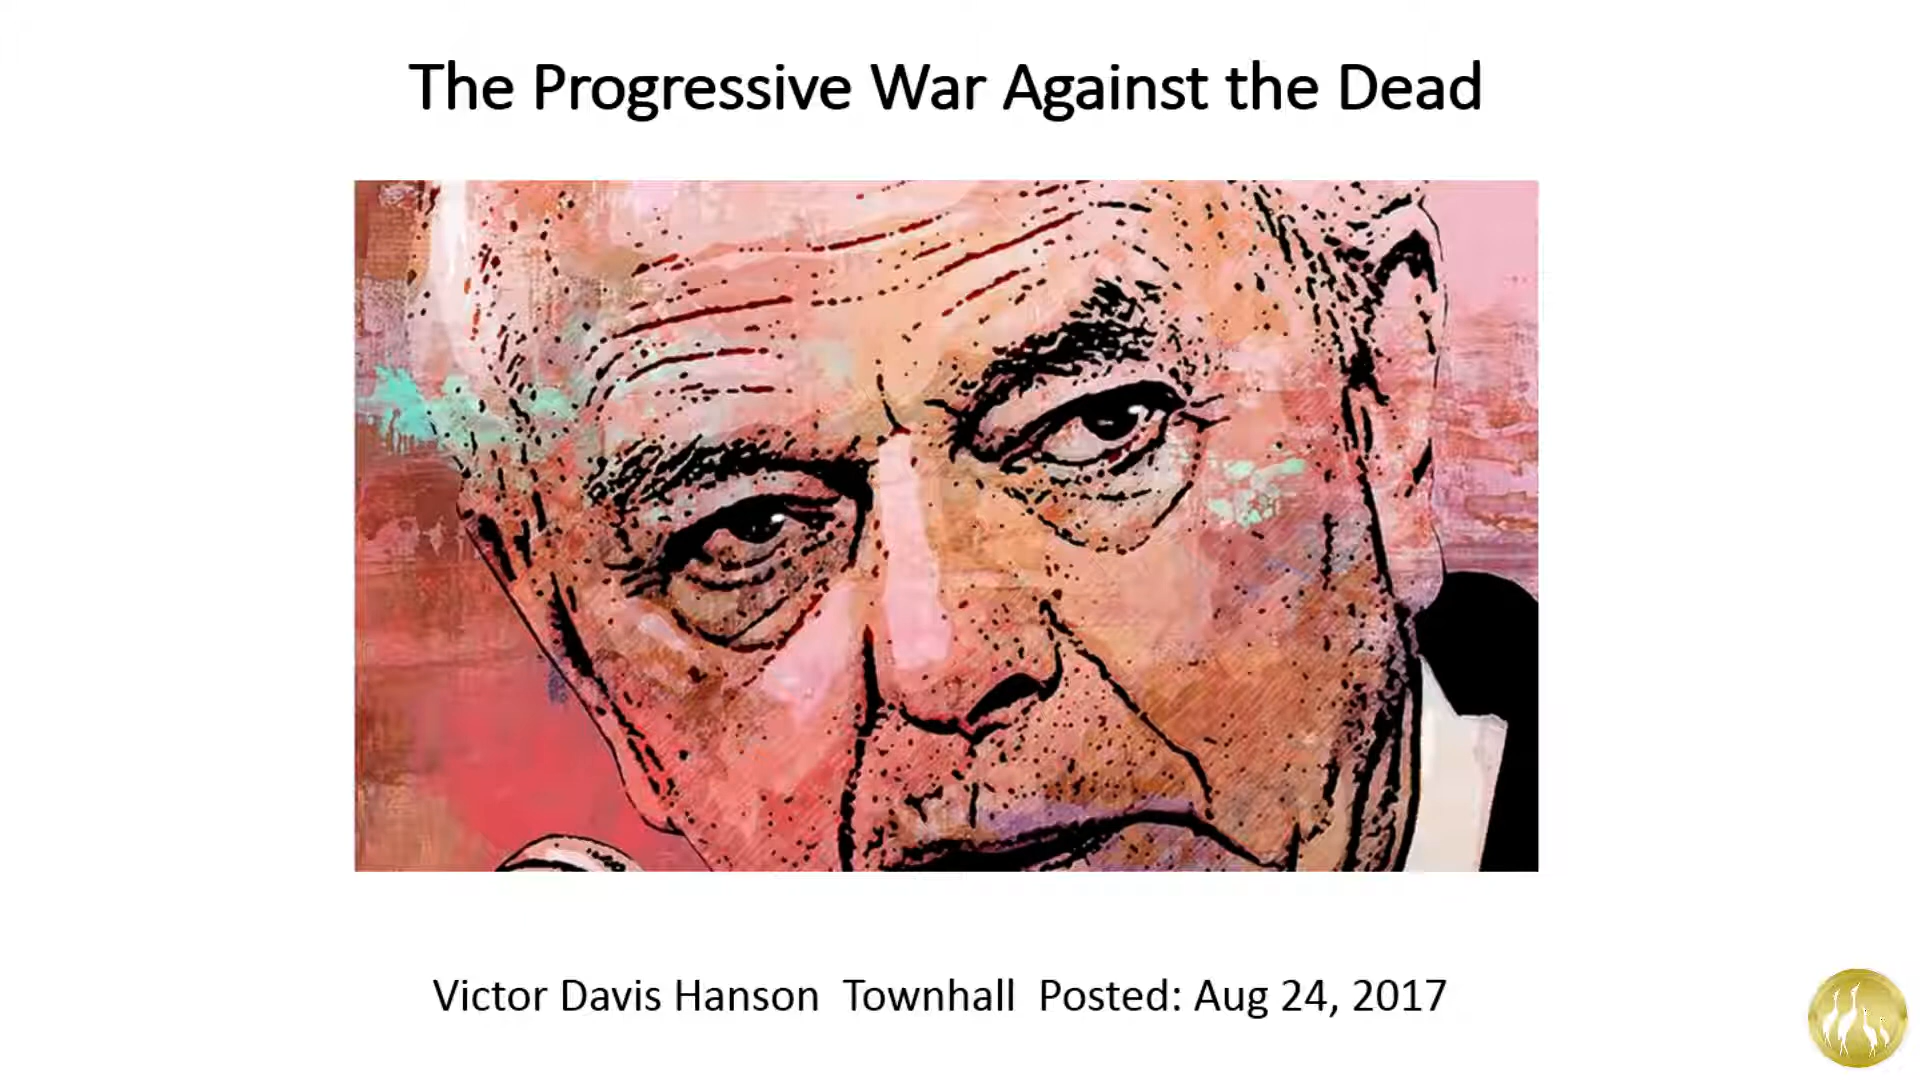 The Progressive War Against the Dead
Victor Davis Hanson  Townhall  Posted: Aug 24, 2017